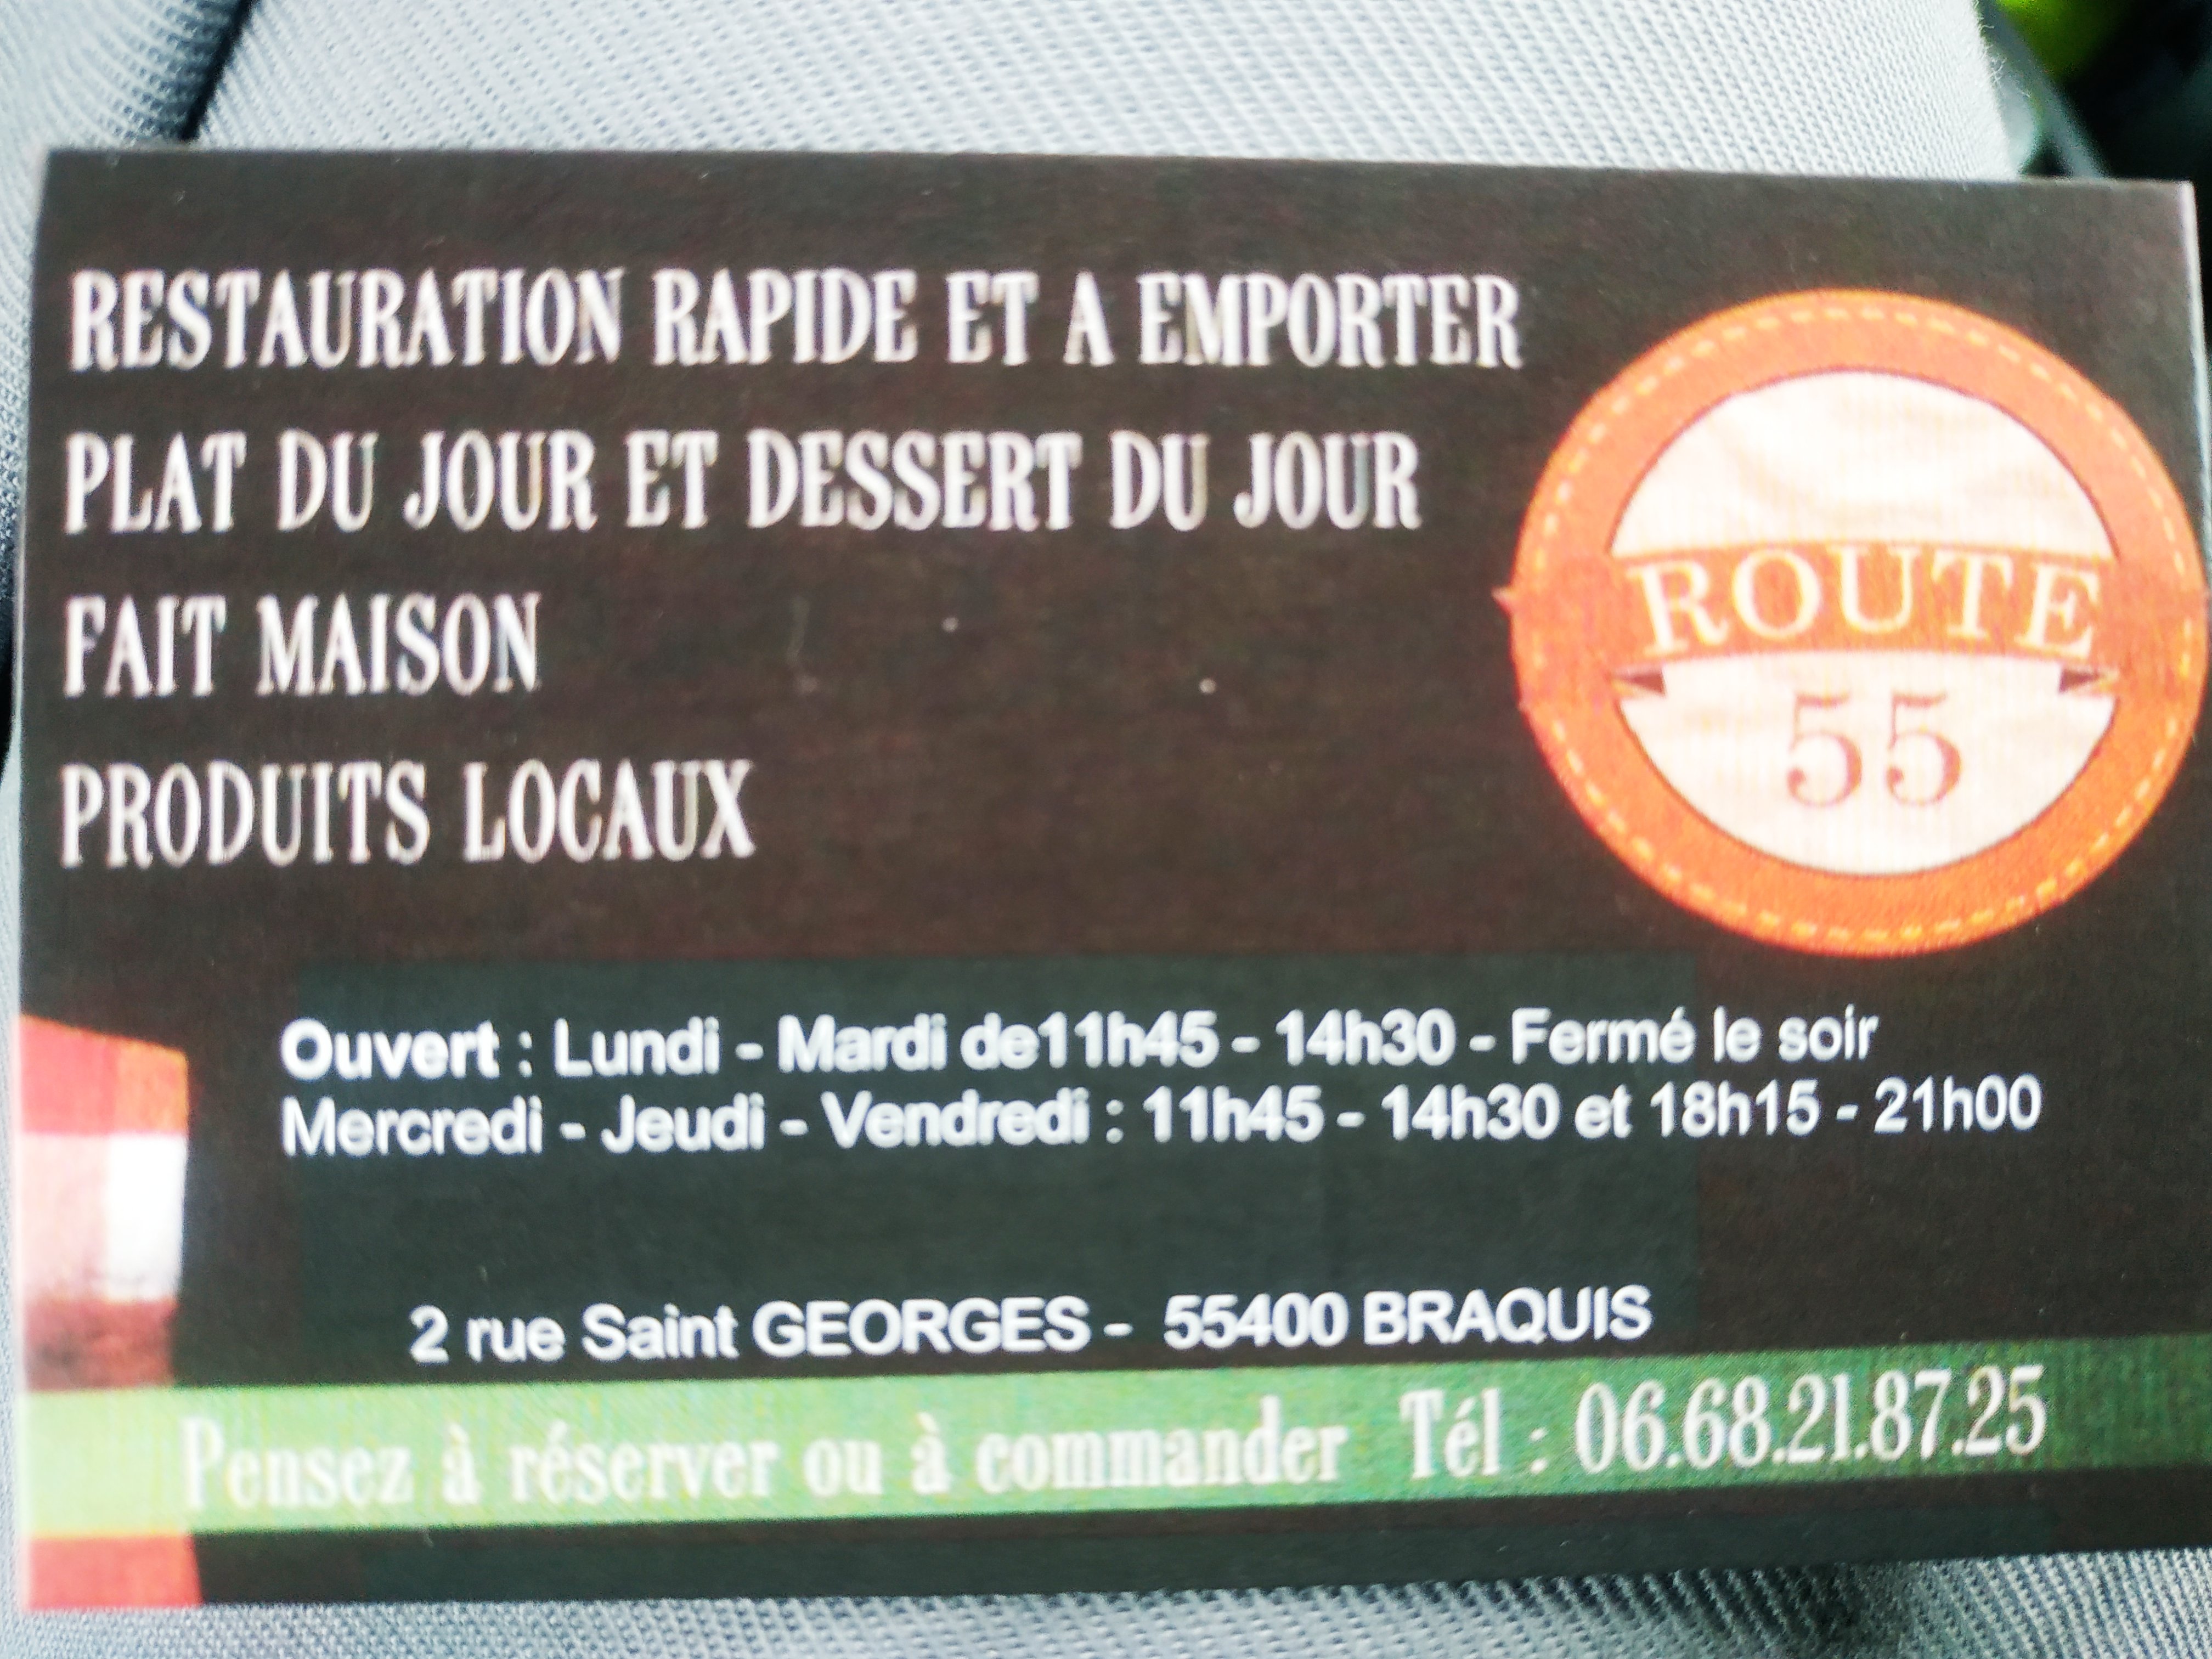 RESTAURATION RAPIDE ET A EMPORTER
PLAT DU JOUR ET DESSERT DU JOUR
FAIT MAISON
PRODUITS LOCAUX
ROUTE
55
Ouvert : Lundi - Mardi de11h45 - 14h30 - Fermé le soir
Mercredi - Jeudi - Vendredi : 11h45 - 14h30 et 18h15 - 21h00
2 rue Saint GEORGES - 55400 BRAQUIS
Pensez à réserver ou à commander Tél : 06.68.21.87.25